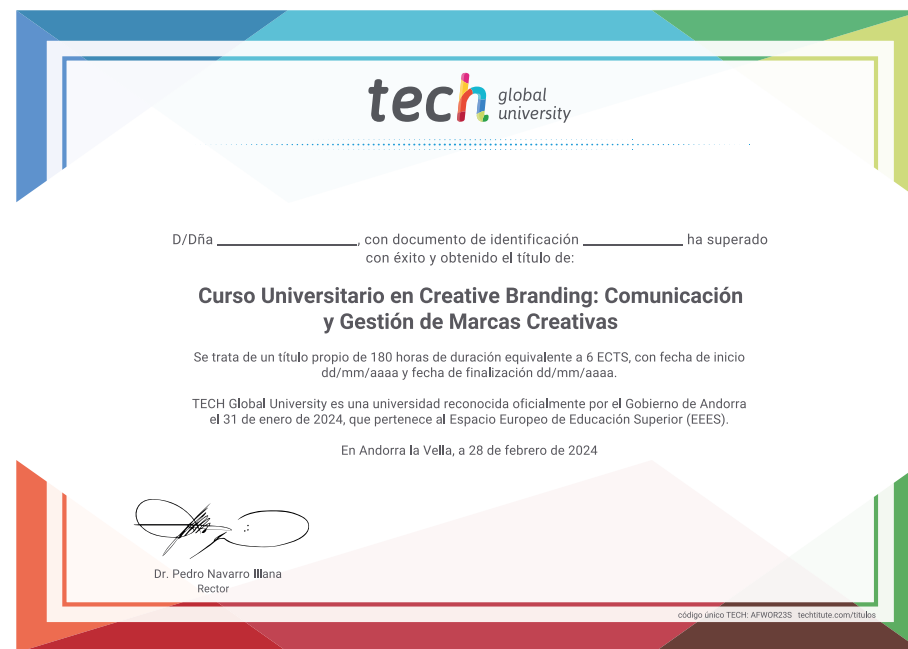 tech global university
D/Dña ____________, con documento de identificación ____________ ha superado
con éxito y obtenido el título de:
Curso Universitario en Creative Branding: Comunicación
y Gestión de Marcas Creativas
Se trata de un título propio de 180 horas de duración equivalente a 6 ECTS, con fecha de inicio
dd/mm/aaaa y fecha de finalización dd/mm/aaaa.
TECH Global University es una universidad reconocida oficialmente por el Gobierno de Andorra
el 31 de enero de 2024, que pertenece al Espacio Europeo de Educación Superior (EEES).
En Andorra la Vella, a 28 de febrero de 2024
Dr. Pedro Navarro Illana
Rector
código único TECH: AFWOR23S techtitute.com/titulos